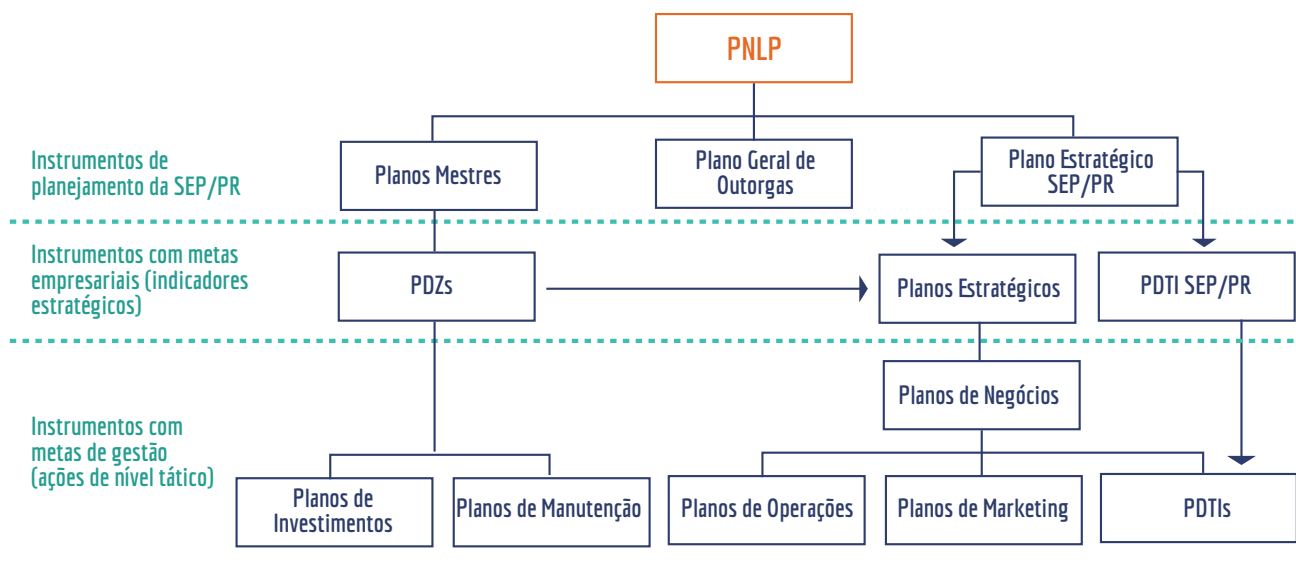 PNLP
Instrumentos de
planejamento da SEP/PR
Planos Mestres
Plano Geral de
Outorgas
Plano Estratégico
SEP/PR
Instrumentos com metas
empresariais (indicadores
estratégicos)
PDZs
Planos Estratégicos
PDTI SEP/PR
Planos de Negócios
Instrumentos com
metas de gestão
(ações de nível tático)
Planos de
Investimentos
Planos de Manutenção
Planos de Operações
Planos de Marketing
PDTIs